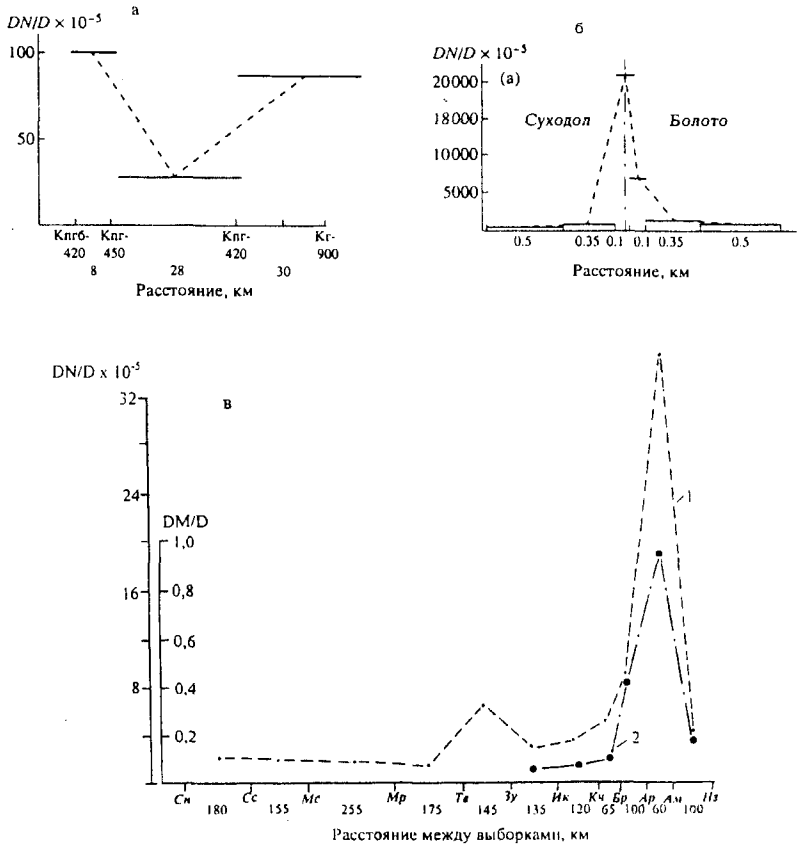 а
DN/D × 10⁻⁵
100
50
Кпгб-420
Кпг-450
Кпг-420
Кг-900
8
28
30
Расстояние, км
б
DN/D × 10⁻⁵
20000
(а)
18000
Суходол
Болото
10000
5000
0.5
0.35
0.1
0.1
0.35
0.5
Расстояние, км
DN/D x 10⁻⁵
в
32
24
16
8
DM/D
1,0
0,8
0,6
0,4
0,2
1
2
Сн Сс Мс Мр Тв Зу Ик Кч Бр Ар Ам Нз
180 155 255 175 145 135 120 65 100 60 100
Расстояние между выборками, км